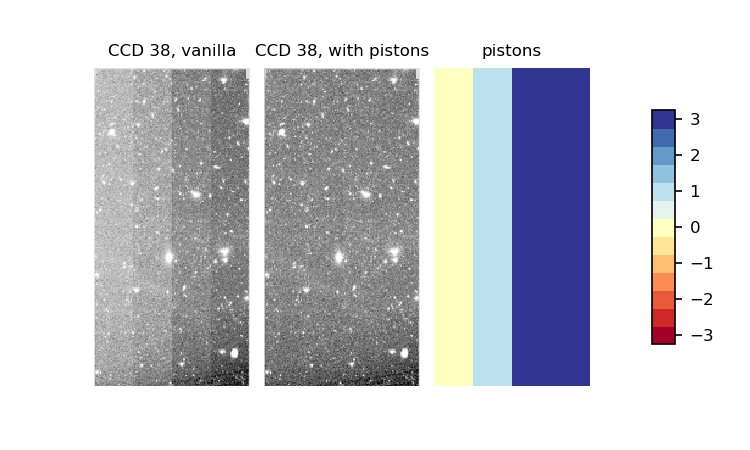 CCD 38, vanilla
CCD 38, with pistons
pistons
3
2
1
0
−1
−2
−3